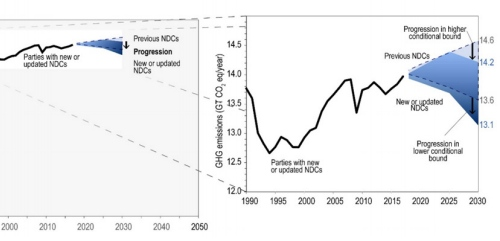 Previous NDCs
Progression
New or updated
NDCs
Parties with new or
updated NDCs
2000 2010 2020 2030 2040 2050
GHG emissions (GT CO₂ eq/year)
14.5
14.0
13.5
13.0
12.5
12.0
Progression in higher
conditional bound
Previous NDCs
New or updated
NDCs
Parties with new
or updated NDCs
Progression in
lower conditional
bound
14.6
14.2
13.6
13.1
1990 1995 2000 2005 2010 2015 2020 2025 2030